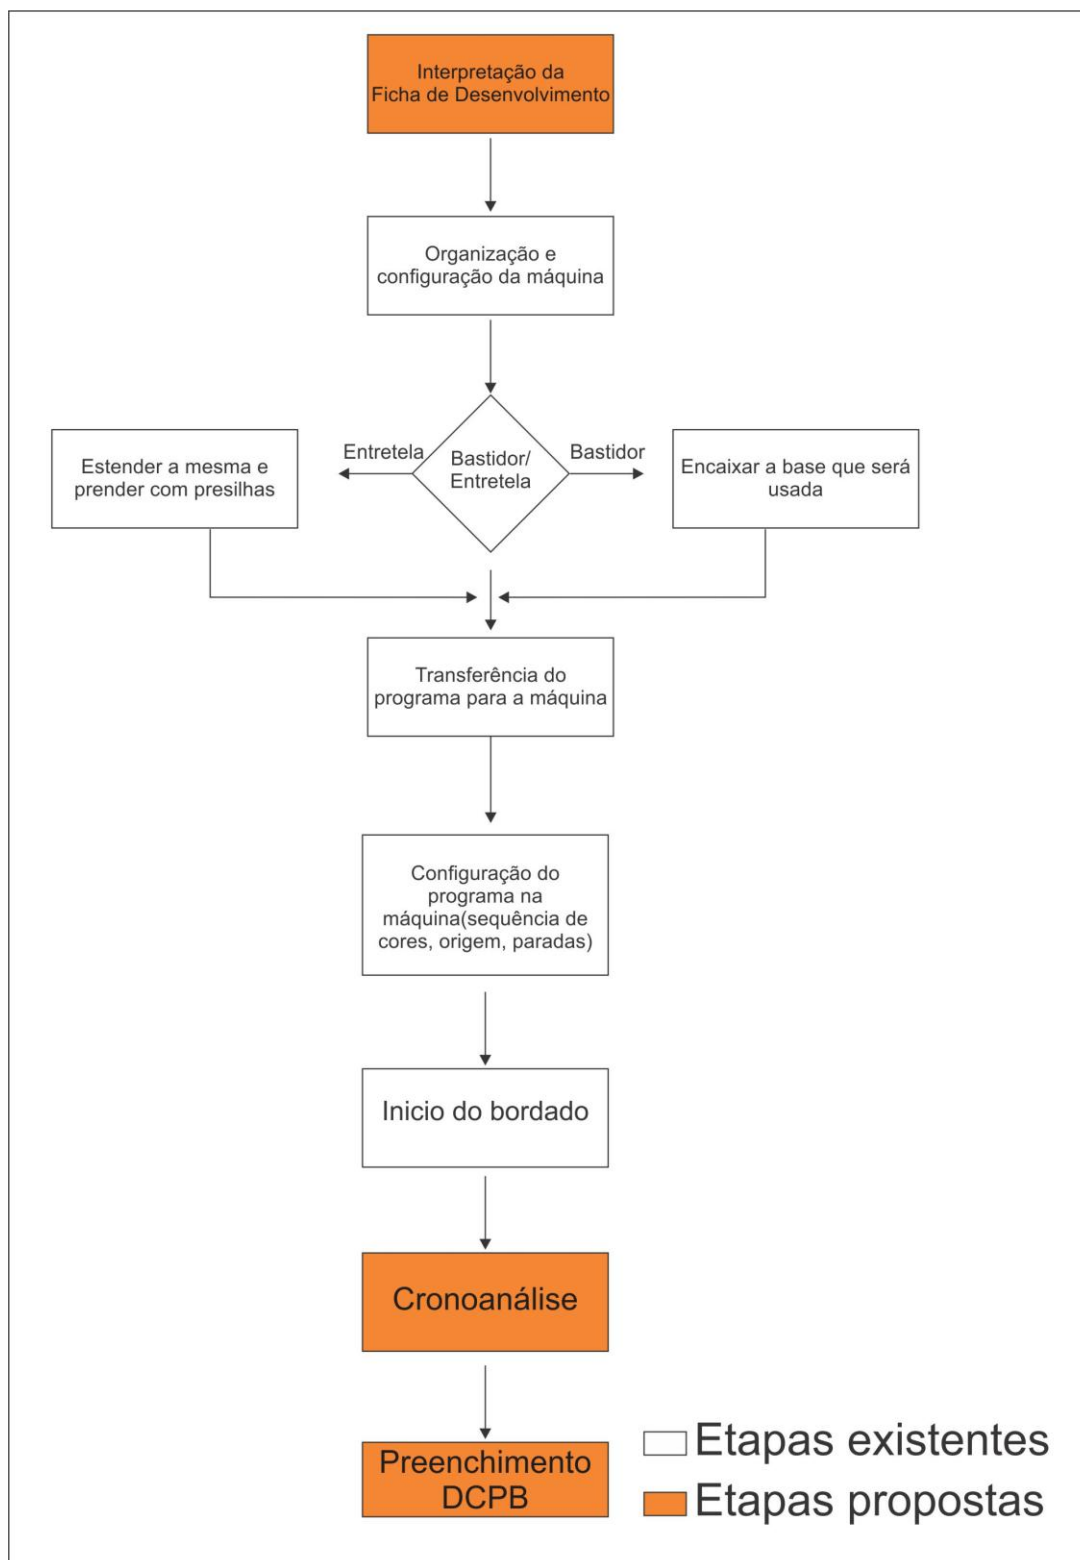 Interpretação da
Ficha de Desenvolvimento
Organização e
configuração da máquina
Entretela
Bastidor
Bastidor/
Entretela
Estender a mesma e
prender com presilhas
Encaixar a base que será
usada
Transferência do
programa para a máquina
Configuração do
programa na
máquina(sequência de
cores, origem, paradas)
Inicio do bordado
Cronoanálise
Preenchimento
DCPB
Etapas existentes
Etapas propostas